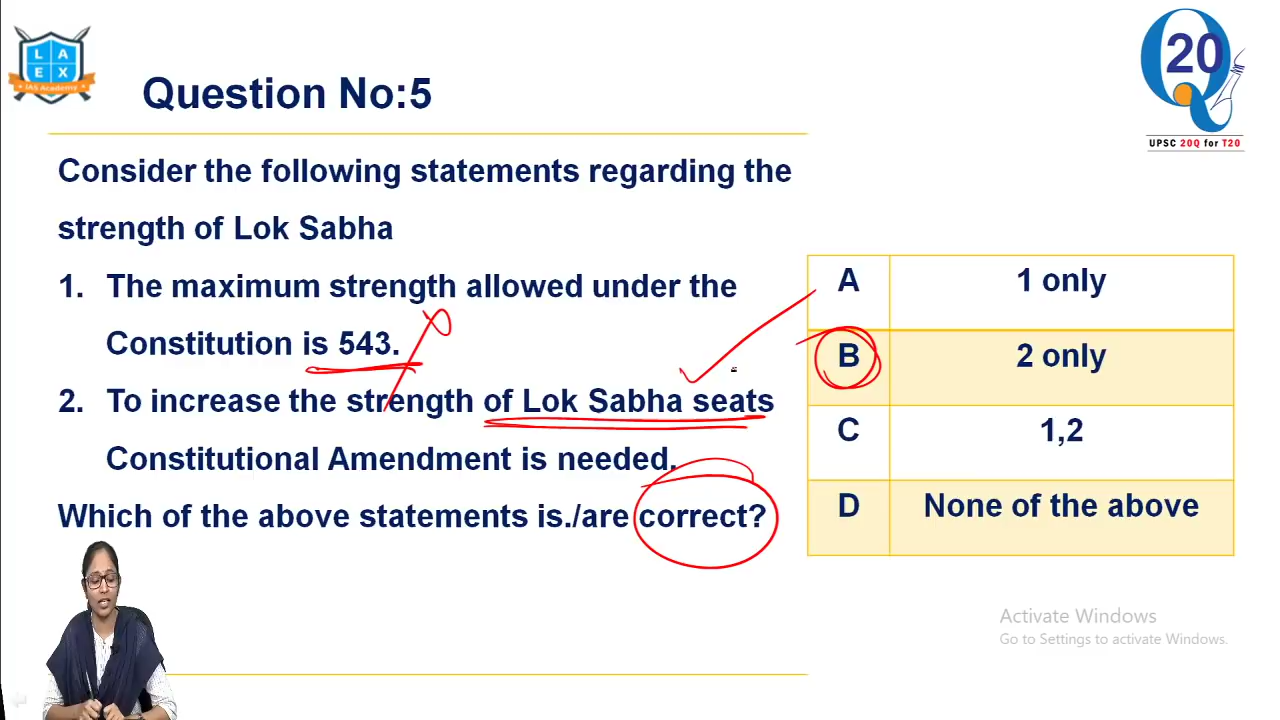 L A
E X
IAS Academy
Question No:5
20
UPSC 20Q for T20
Consider the following statements regarding the
strength of Lok Sabha
1. The maximum strength allowed under the
Constitution is 543.
2. To increase the strength of Lok Sabha seats
Constitutional Amendment is needed.
Which of the above statements is./are correct?
A 1 only
B 2 only
C 1,2
D None of the above
Activate Windows
Go to Settings to activate Windows.